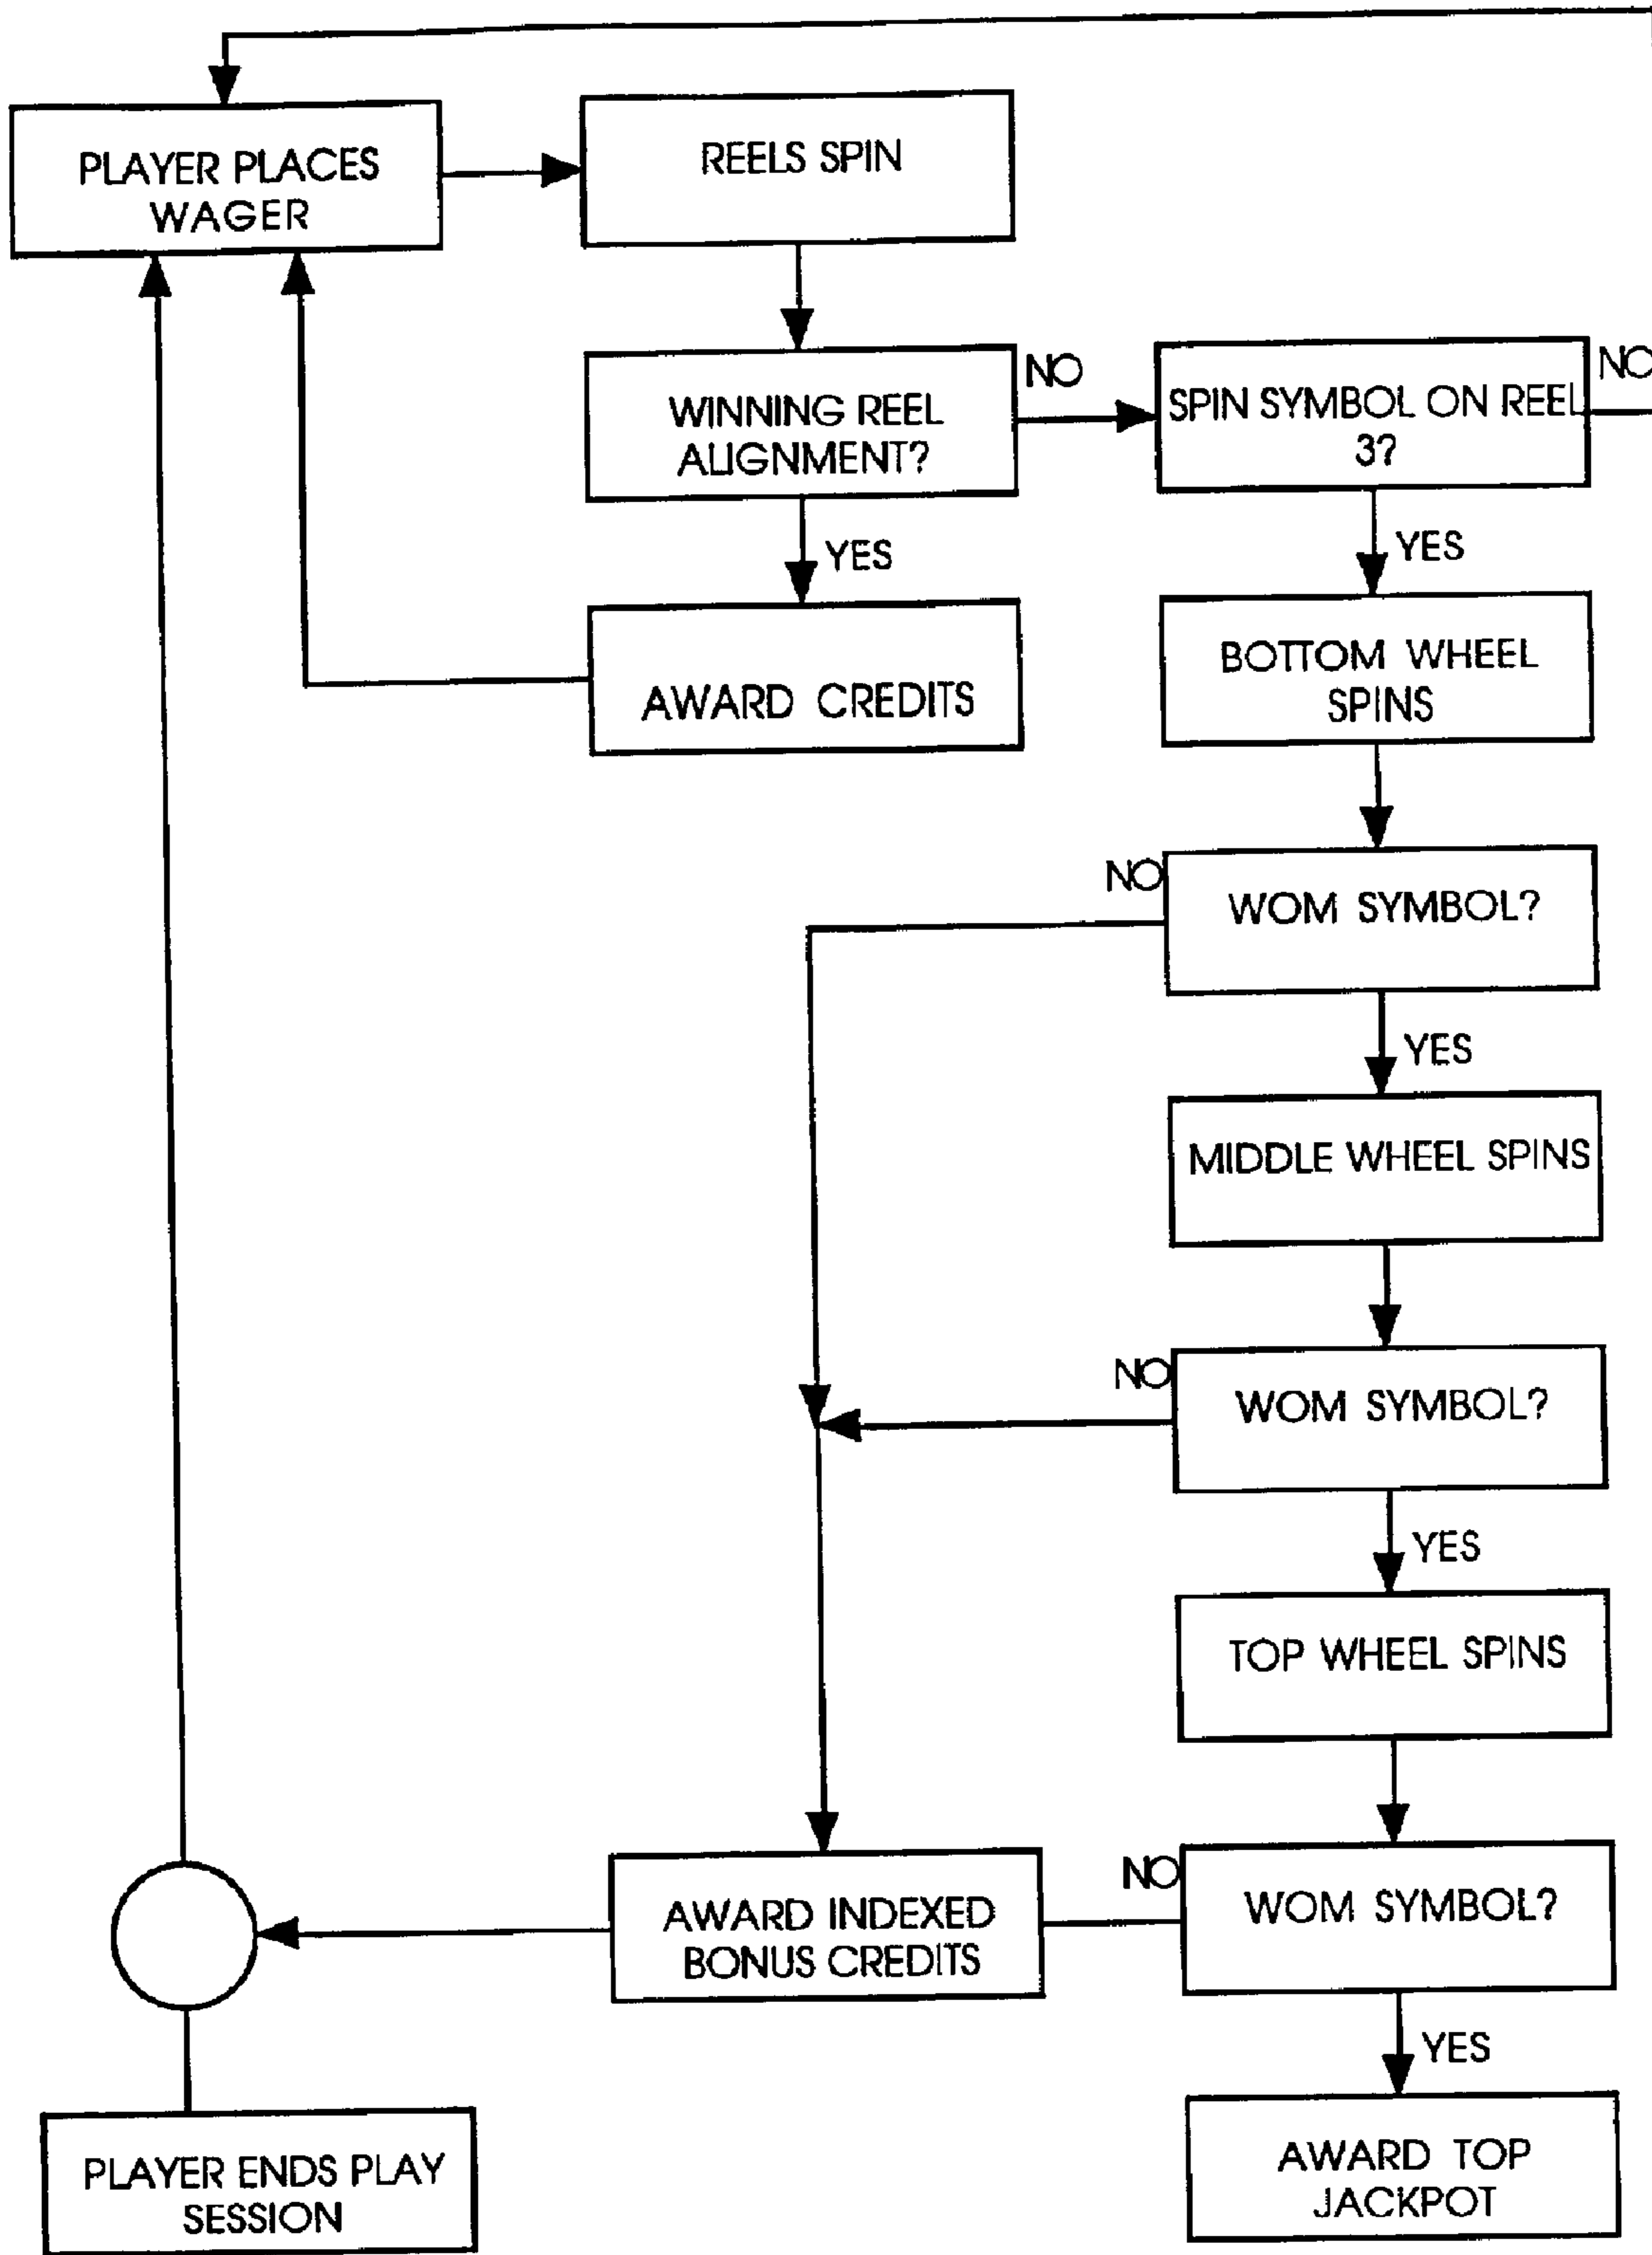 PLAYER PLACES
WAGER
REELS SPIN
WINNING REEL
ALIGNMENT?
NO
SPIN SYMBOL ON REEL
3?
NO
YES
YES
AWARD CREDITS
BOTTOM WHEEL
SPINS
NO
WOM SYMBOL?
YES
MIDDLE WHEEL SPINS
NO
WOM SYMBOL?
YES
TOP WHEEL SPINS
AWARD INDEXED
BONUS CREDITS
NO
WOM SYMBOL?
YES
PLAYER ENDS PLAY
SESSION
AWARD TOP
JACKPOT